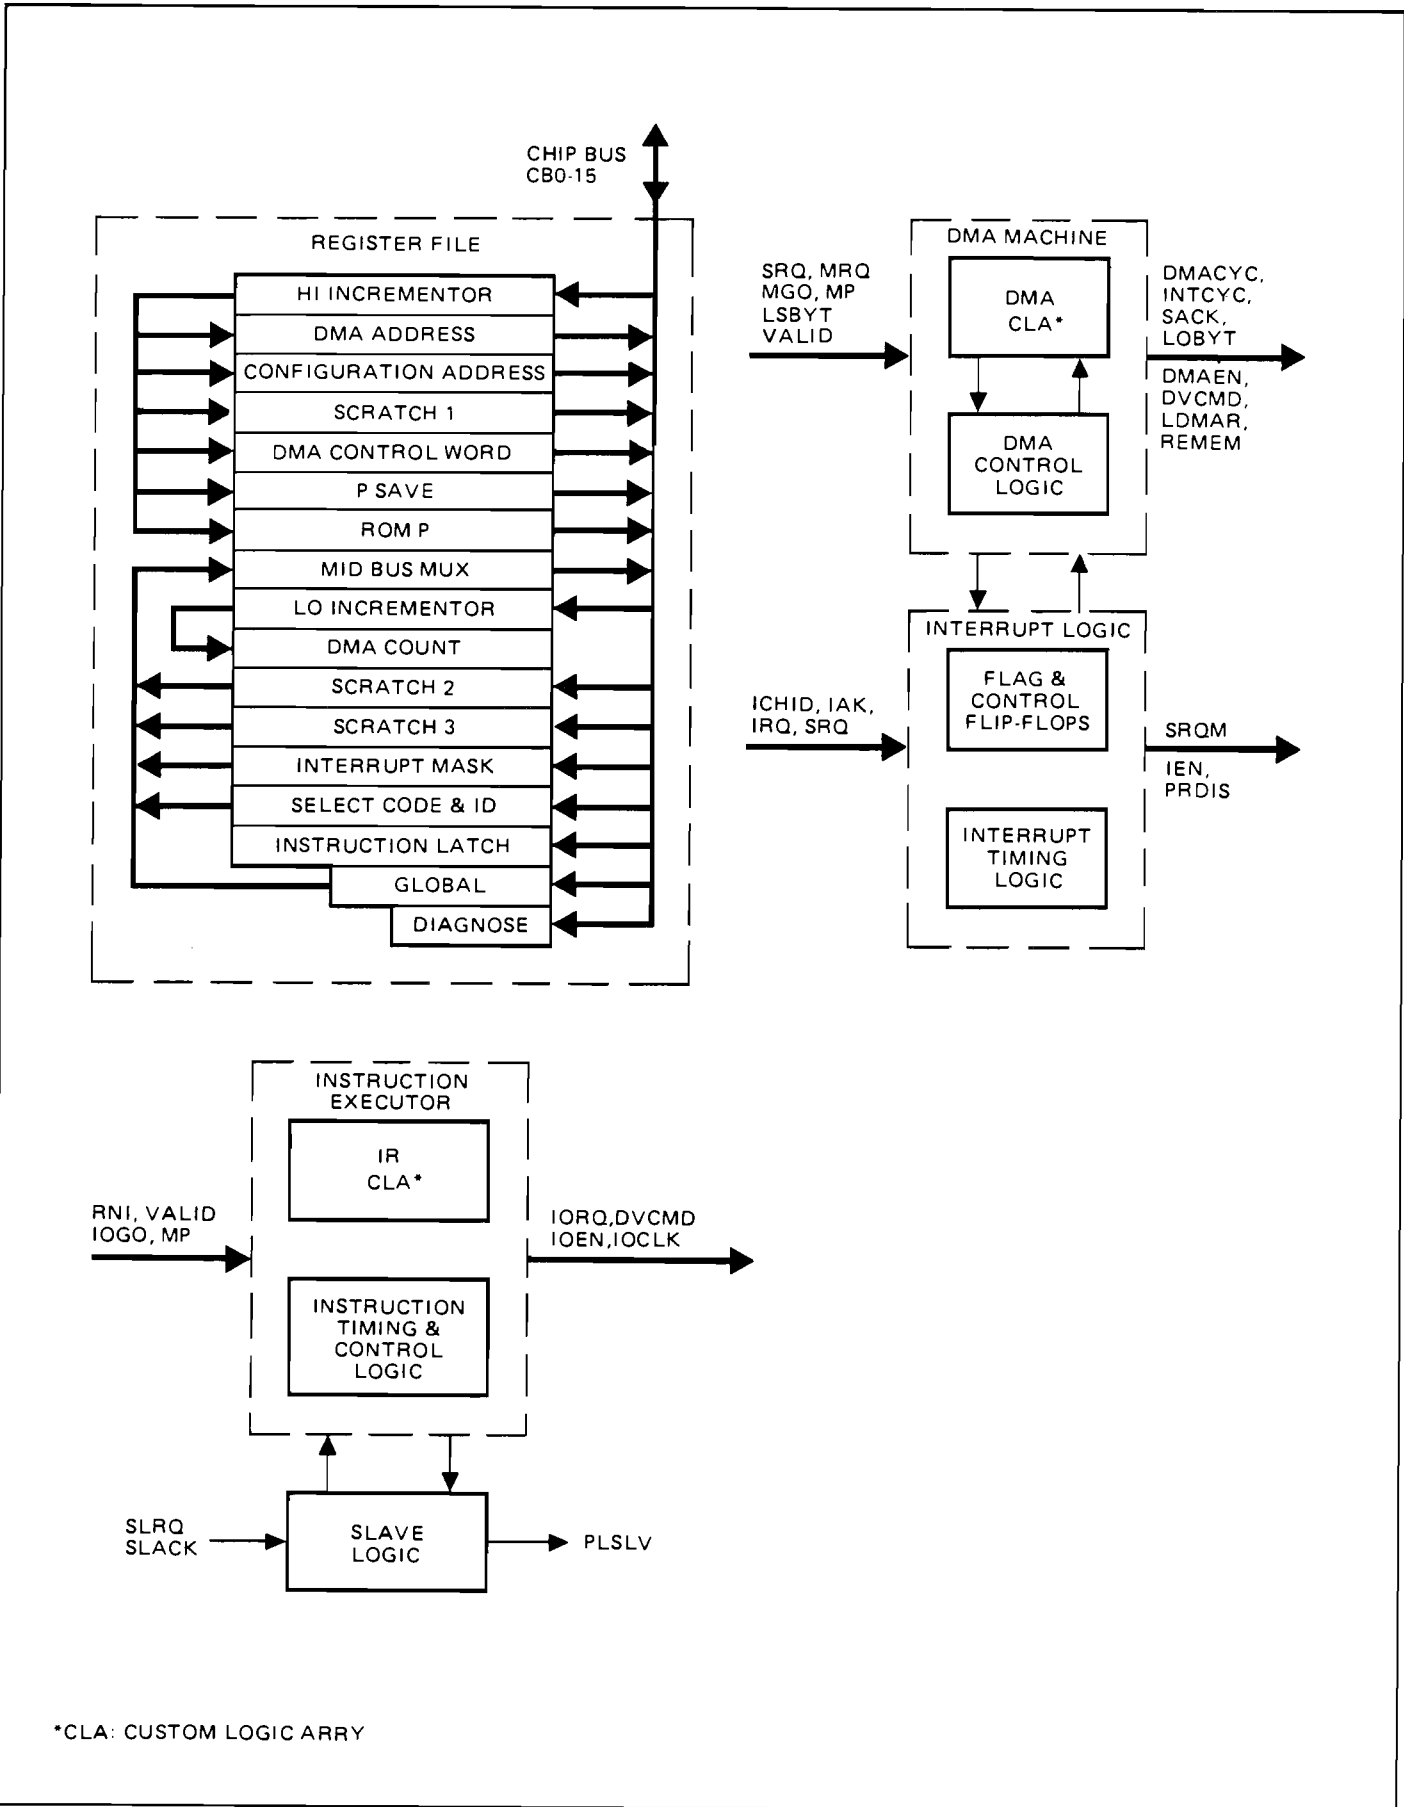 CHIP BUS
CB0-15
REGISTER FILE
HI INCREMENTOR
DMA ADDRESS
CONFIGURATION ADDRESS
SCRATCH 1
DMA CONTROL WORD
P SAVE
ROM P
MID BUS MUX
LO INCREMENTOR
DMA COUNT
SCRATCH 2
SCRATCH 3
INTERRUPT MASK
SELECT CODE & ID
INSTRUCTION LATCH
GLOBAL
DIAGNOSE
SRQ, MRQ
MGO, MP
LSBYT
VALID
DMA MACHINE
DMA
CLA*
DMA
CONTROL
LOGIC
DMACYC,
INTCYC,
SACK,
LOBYT
DMAEN,
DVCMD,
LDMAR,
REMEM
ICHID, IAK,
IRQ, SRQ
INTERRUPT LOGIC
FLAG &
CONTROL
FLIP-FLOPS
INTERRUPT
TIMING
LOGIC
SRQM
IEN,
PRDIS
RNI, VALID
IOGO, MP
INSTRUCTION
EXECUTOR
IR
CLA*
INSTRUCTION
TIMING &
CONTROL
LOGIC
IORQ,DVCMD
IOEN,IOCLK
SLRQ
SLACK
SLAVE
LOGIC
PLSLV
*CLA: CUSTOM LOGIC ARRY